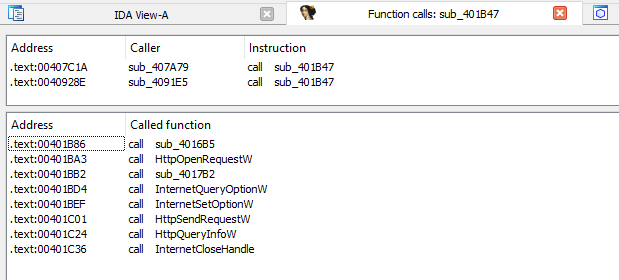 IDA View-A Function calls: sub_401B47
Address Caller Instruction
.text:00407C1A sub_407A79 call sub_401B47
.text:0040928E sub_4091E5 call sub_401B47
Address Called function
.text:00401B86 call sub_4016B5
.text:00401BA3 call HttpOpenRequestW
.text:00401BB2 call sub_4017B2
.text:00401BD4 call InternetQueryOptionW
.text:00401BEF call InternetSetOptionW
.text:00401C01 call HttpSendRequestW
.text:00401C24 call HttpQueryInfoW
.text:00401C36 call InternetCloseHandle